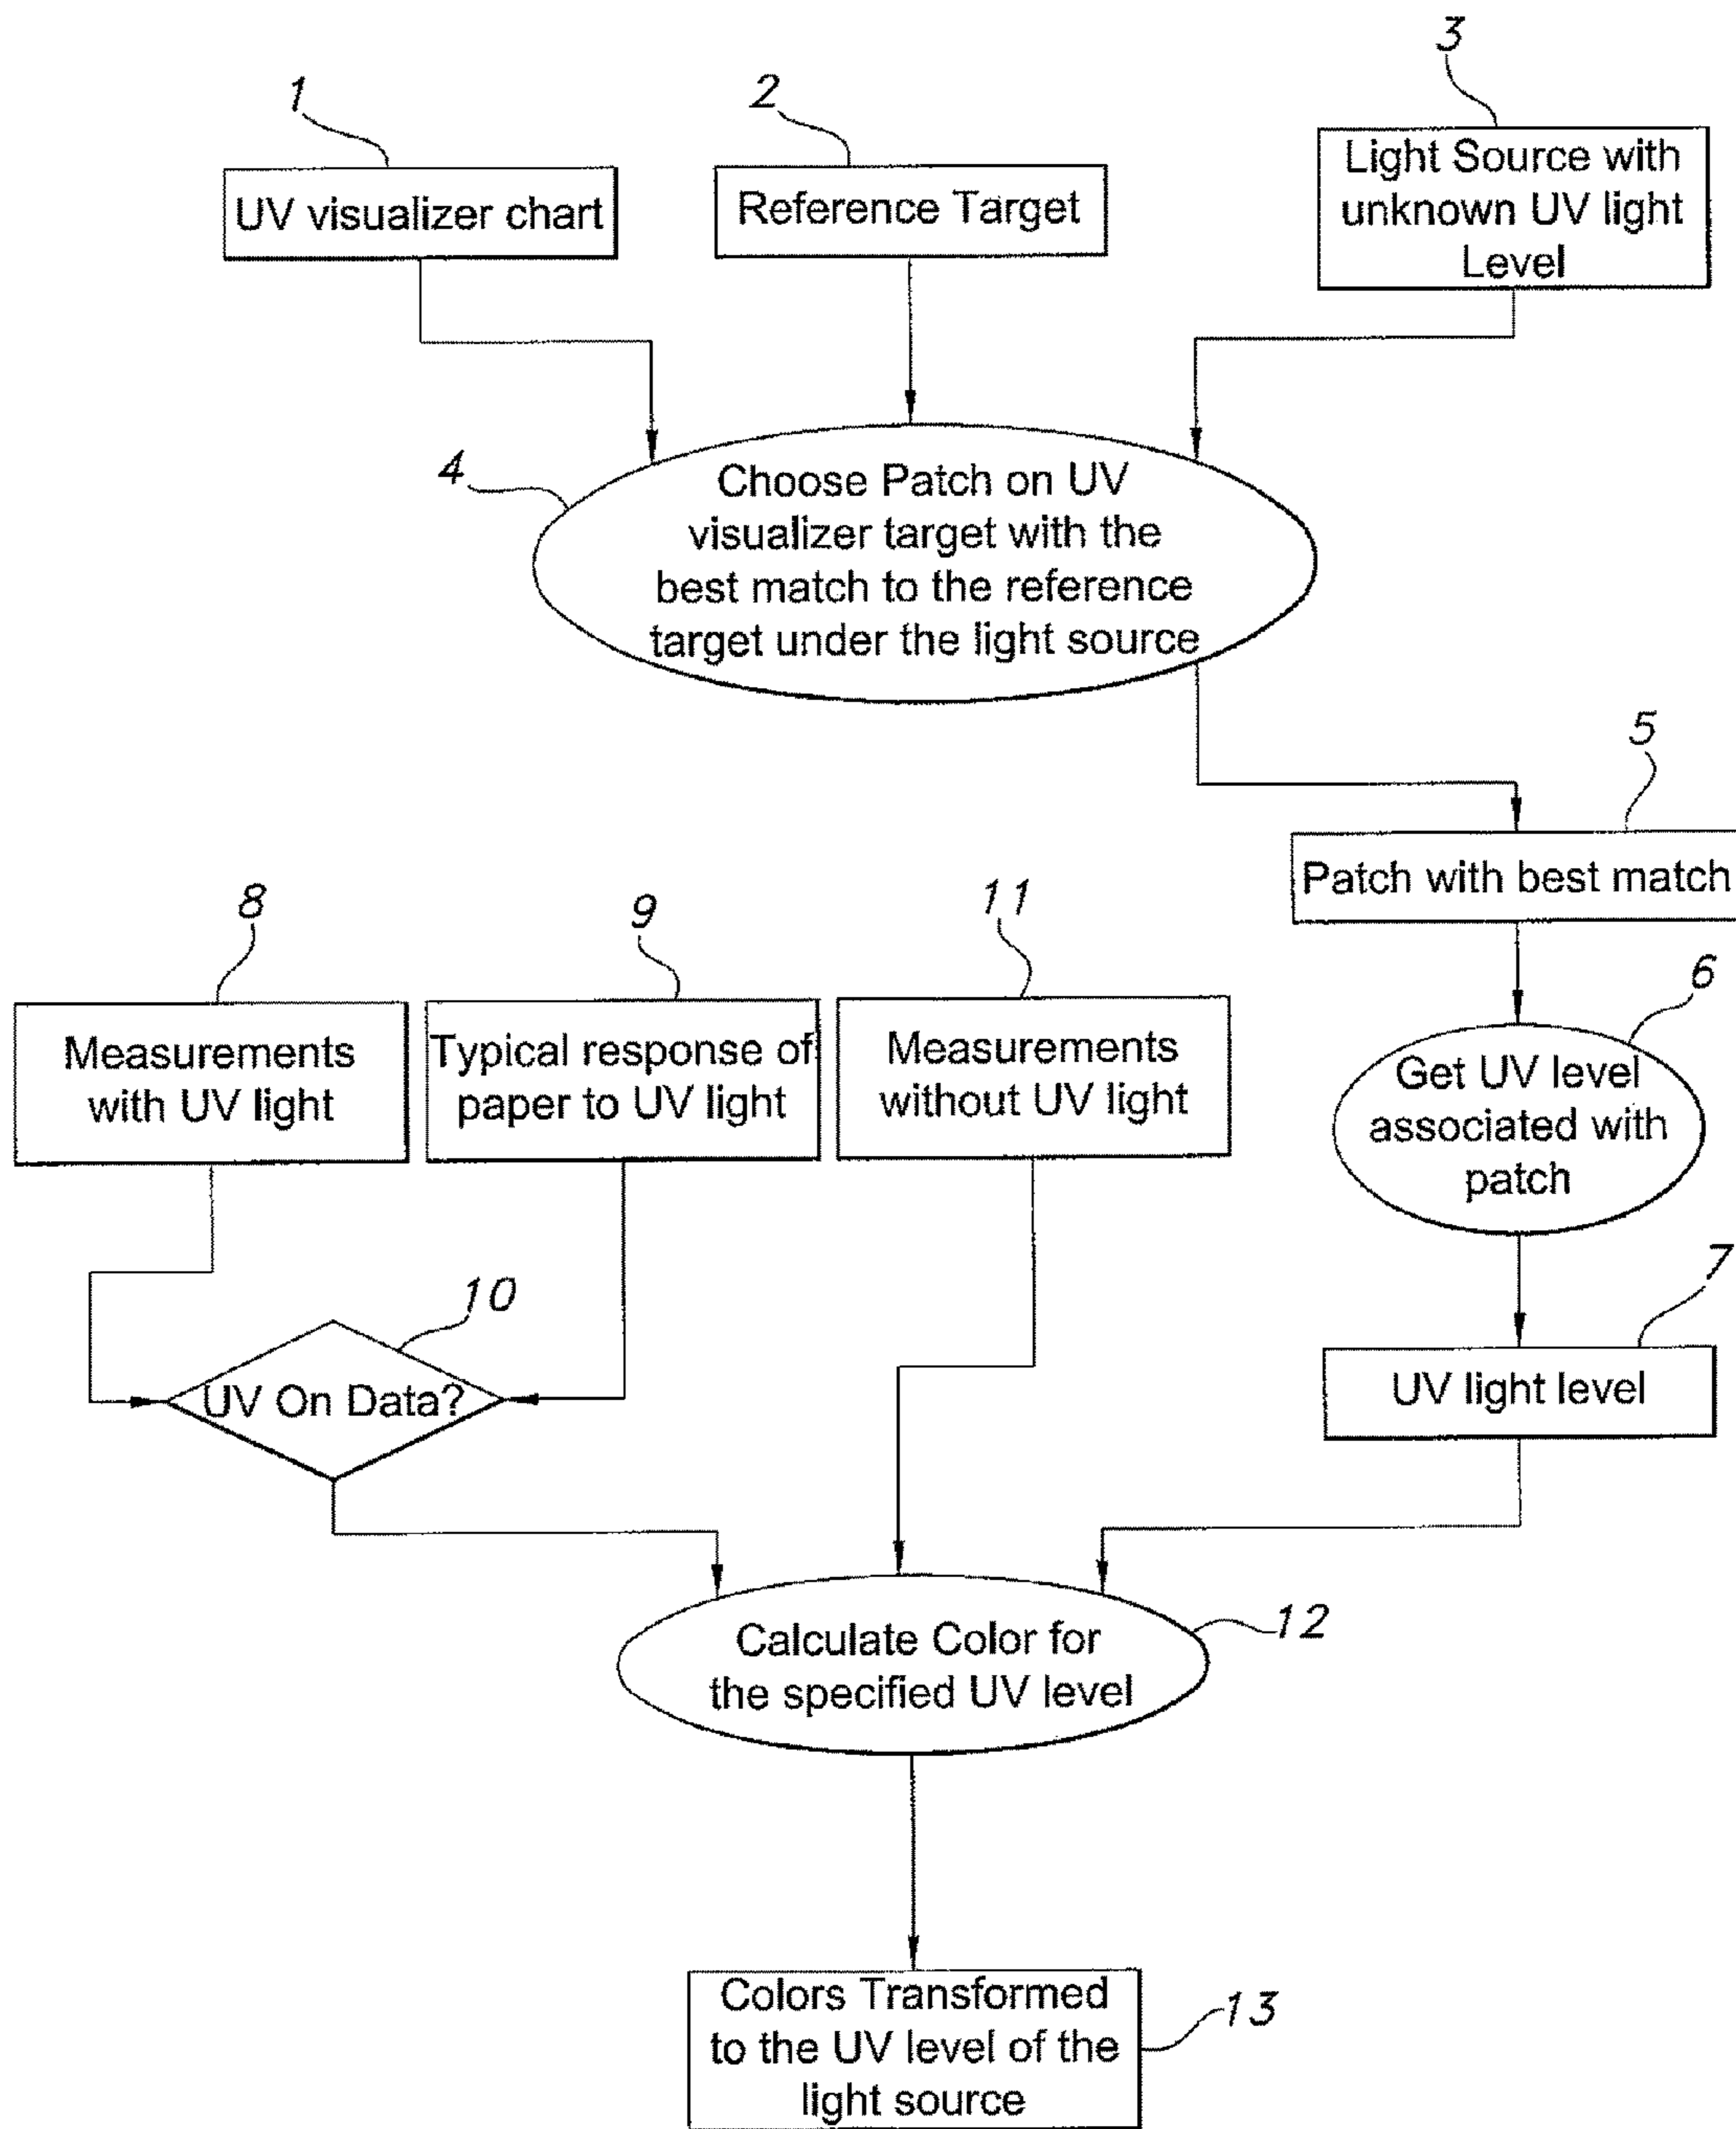 1
2
3
UV visualizer chart
Reference Target
Light Source with
unknown UV light
Level
4
Choose Patch on UV
visualizer target with the
best match to the reference
target under the light source
5
Patch with best match
8
9
11
6
Measurements
with UV light
Typical response of
paper to UV light
Measurements
without UV light
Get UV level
associated with
patch
10
UV On Data?
7
UV light level
12
Calculate Color for
the specified UV level
13
Colors Transformed
to the UV level of the
light source